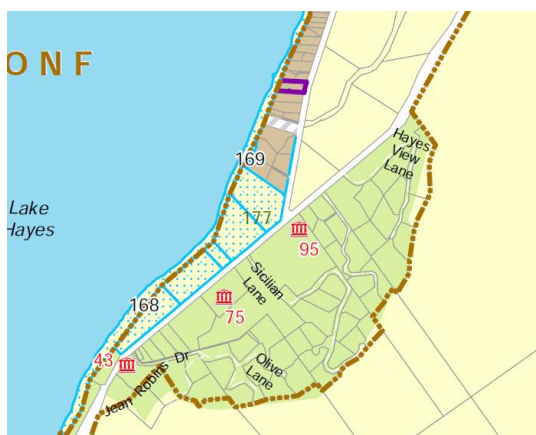 O N F
169
Hayes
View
Lane
Lake
Hayes
177
95
Sicilian
Lane
168
75
43
Jean Robins Dr
Olive
Lane